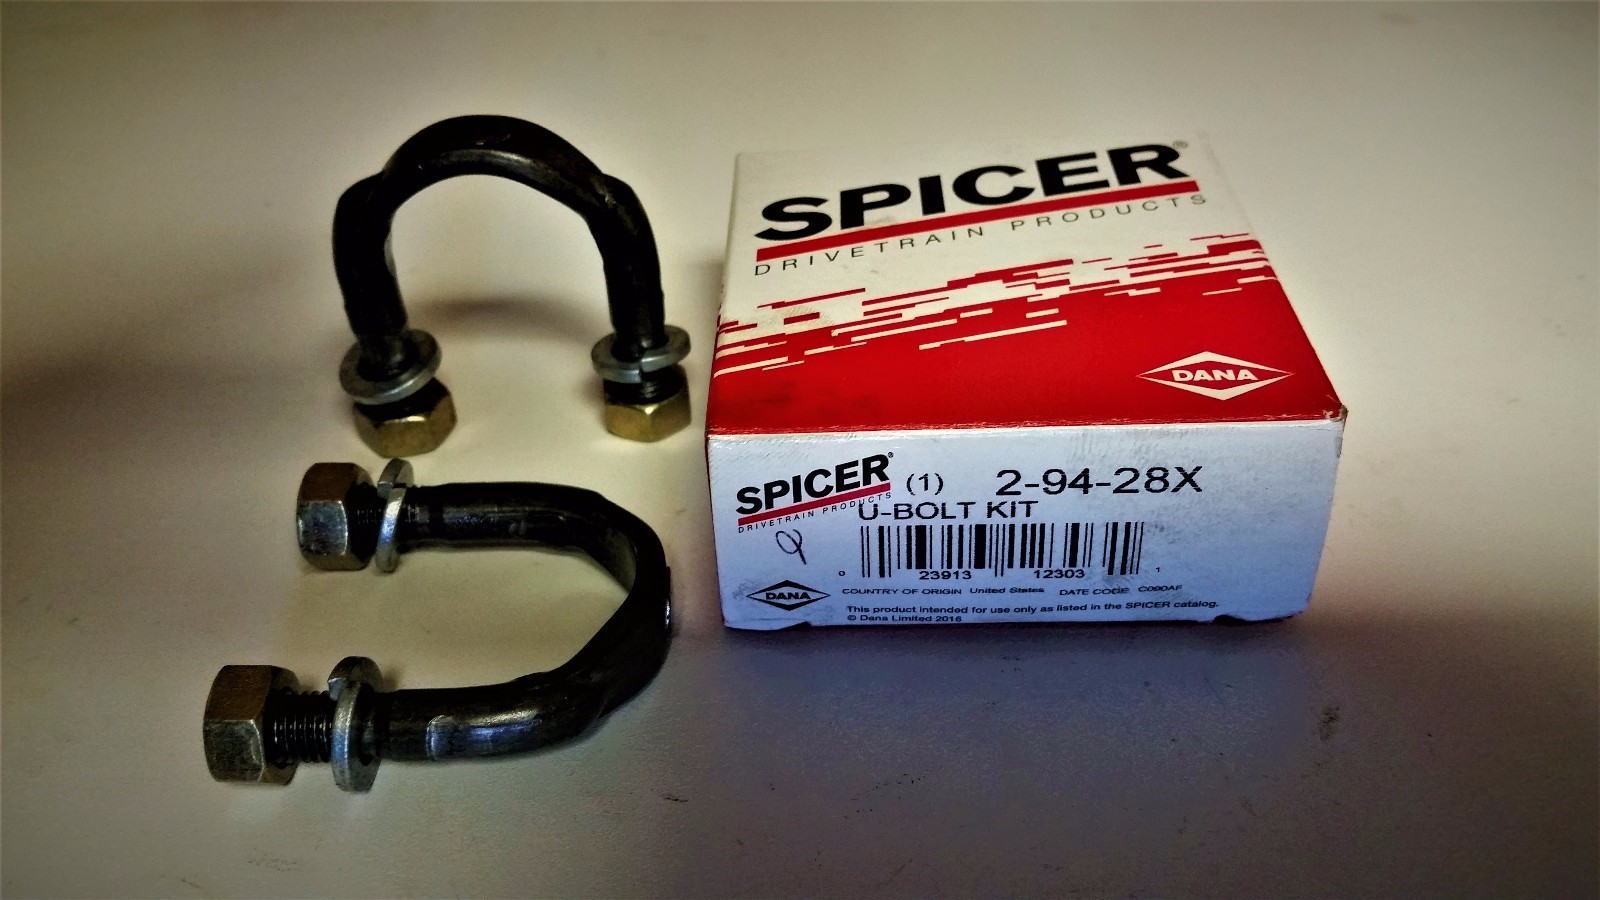 SPICER®
DRIVETRAIN PRODUCTS
DANA
SPICER® (1) 2-94-28X
DRIVETRAIN PRODUCTS
U-BOLT KIT
0 23913 12303 1
DANA
COUNTRY OF ORIGIN United States DATE CODE C090AF
This product intended for use only as listed in the SPICER catalog.
© Dana Limited 2016